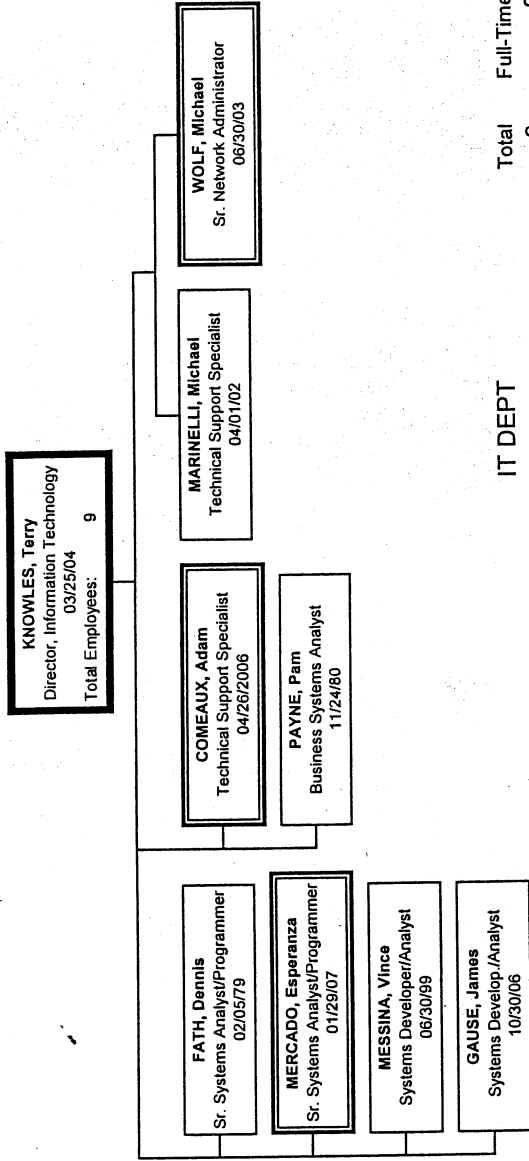 KNOWLES, Terry
Director, Information Technology
03/25/04
Total Employees: 9
FATH, Dennis
Sr. Systems Analyst/Programmer
02/05/79
MERCADO, Esperanza
Sr. Systems Analyst/Programmer
01/29/07
MESSINA, Vince
Systems Developer/Analyst
06/30/99
GAUSE, James
Systems Develop./Analyst
10/30/06
COMEAUX, Adam
Technical Support Specialist
04/26/2006
PAYNE, Pam
Business Systems Analyst
11/24/80
MARINELLI, Michael
Technical Support Specialist
04/01/02
WOLF, Michael
Sr. Network Administrator
06/30/03
IT DEPT
Total Full-Time